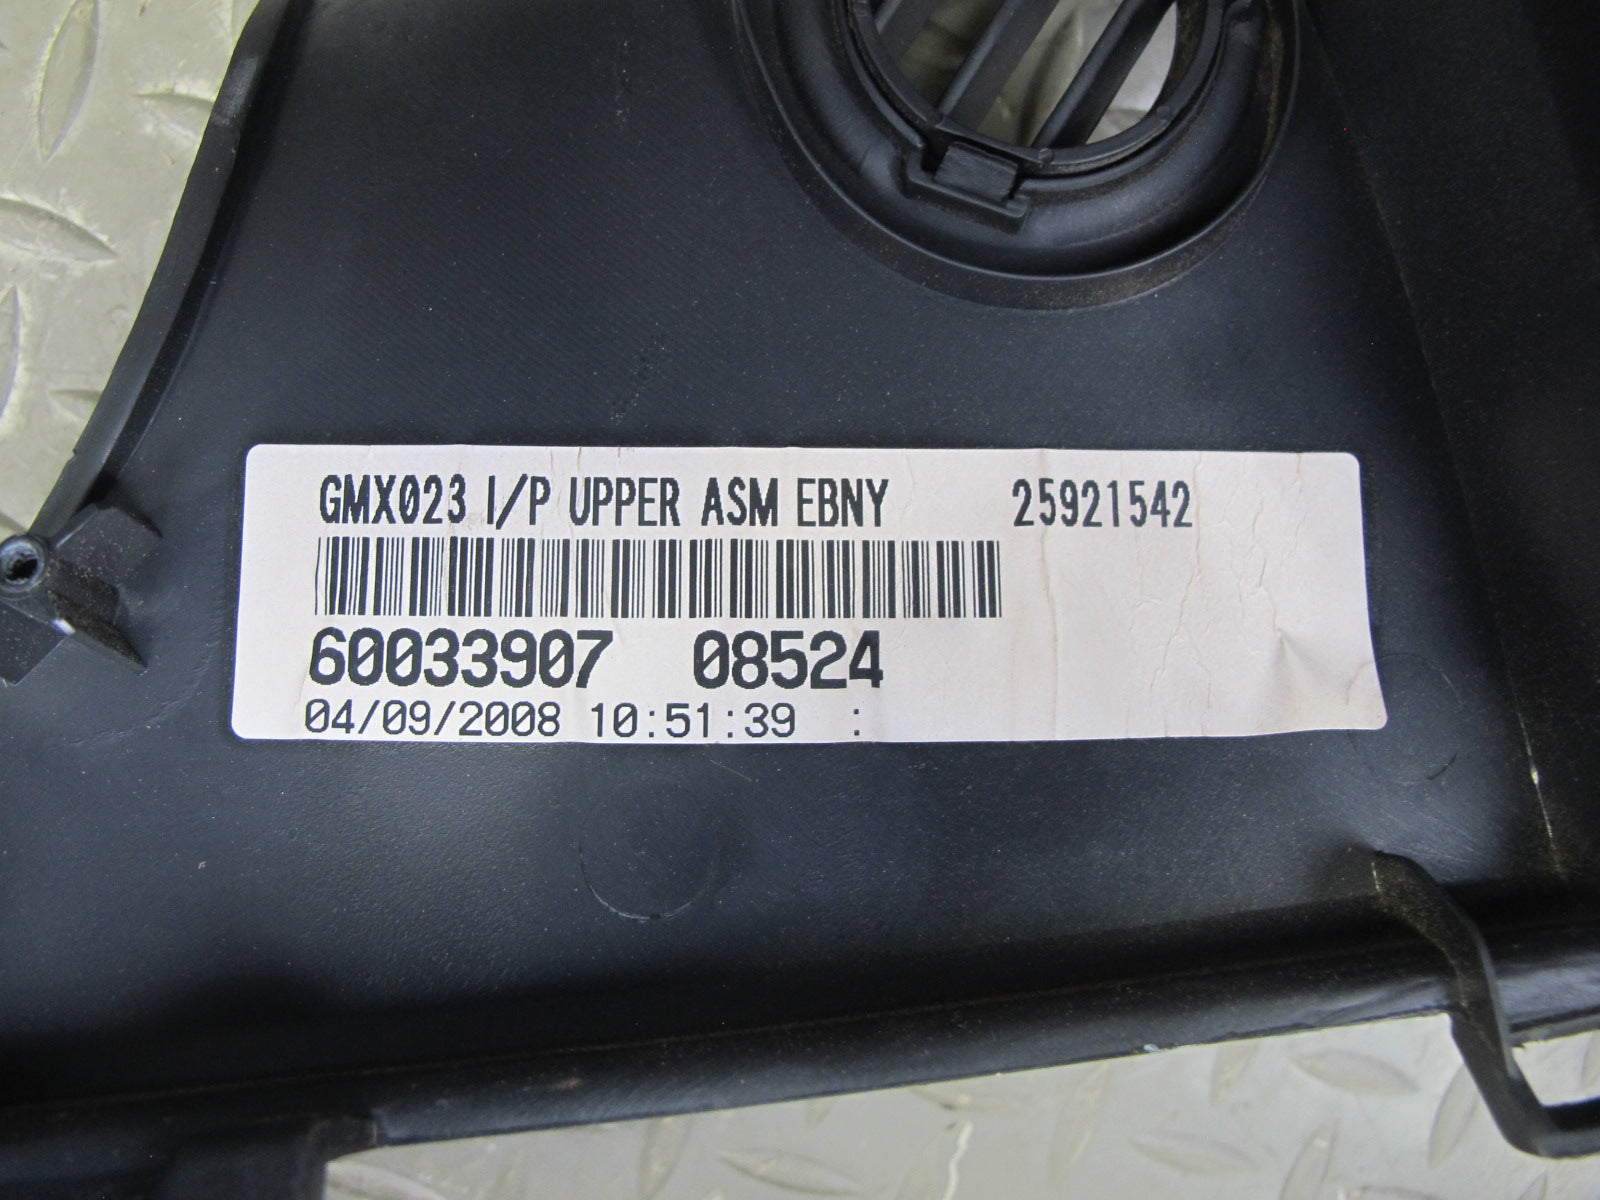 GMX023 I/P UPPER ASM EBNY 25921542
60033907 08524
04/09/2008 10:51:39 :